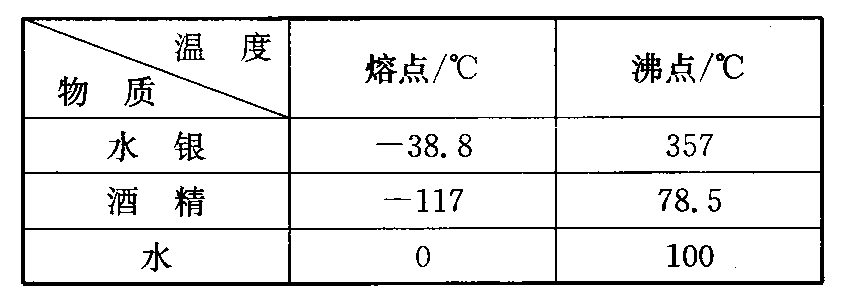 温 度
物 质
熔点/℃
沸点/℃
水 银
-38.8
357
酒 精
-117
78.5
水
0
100